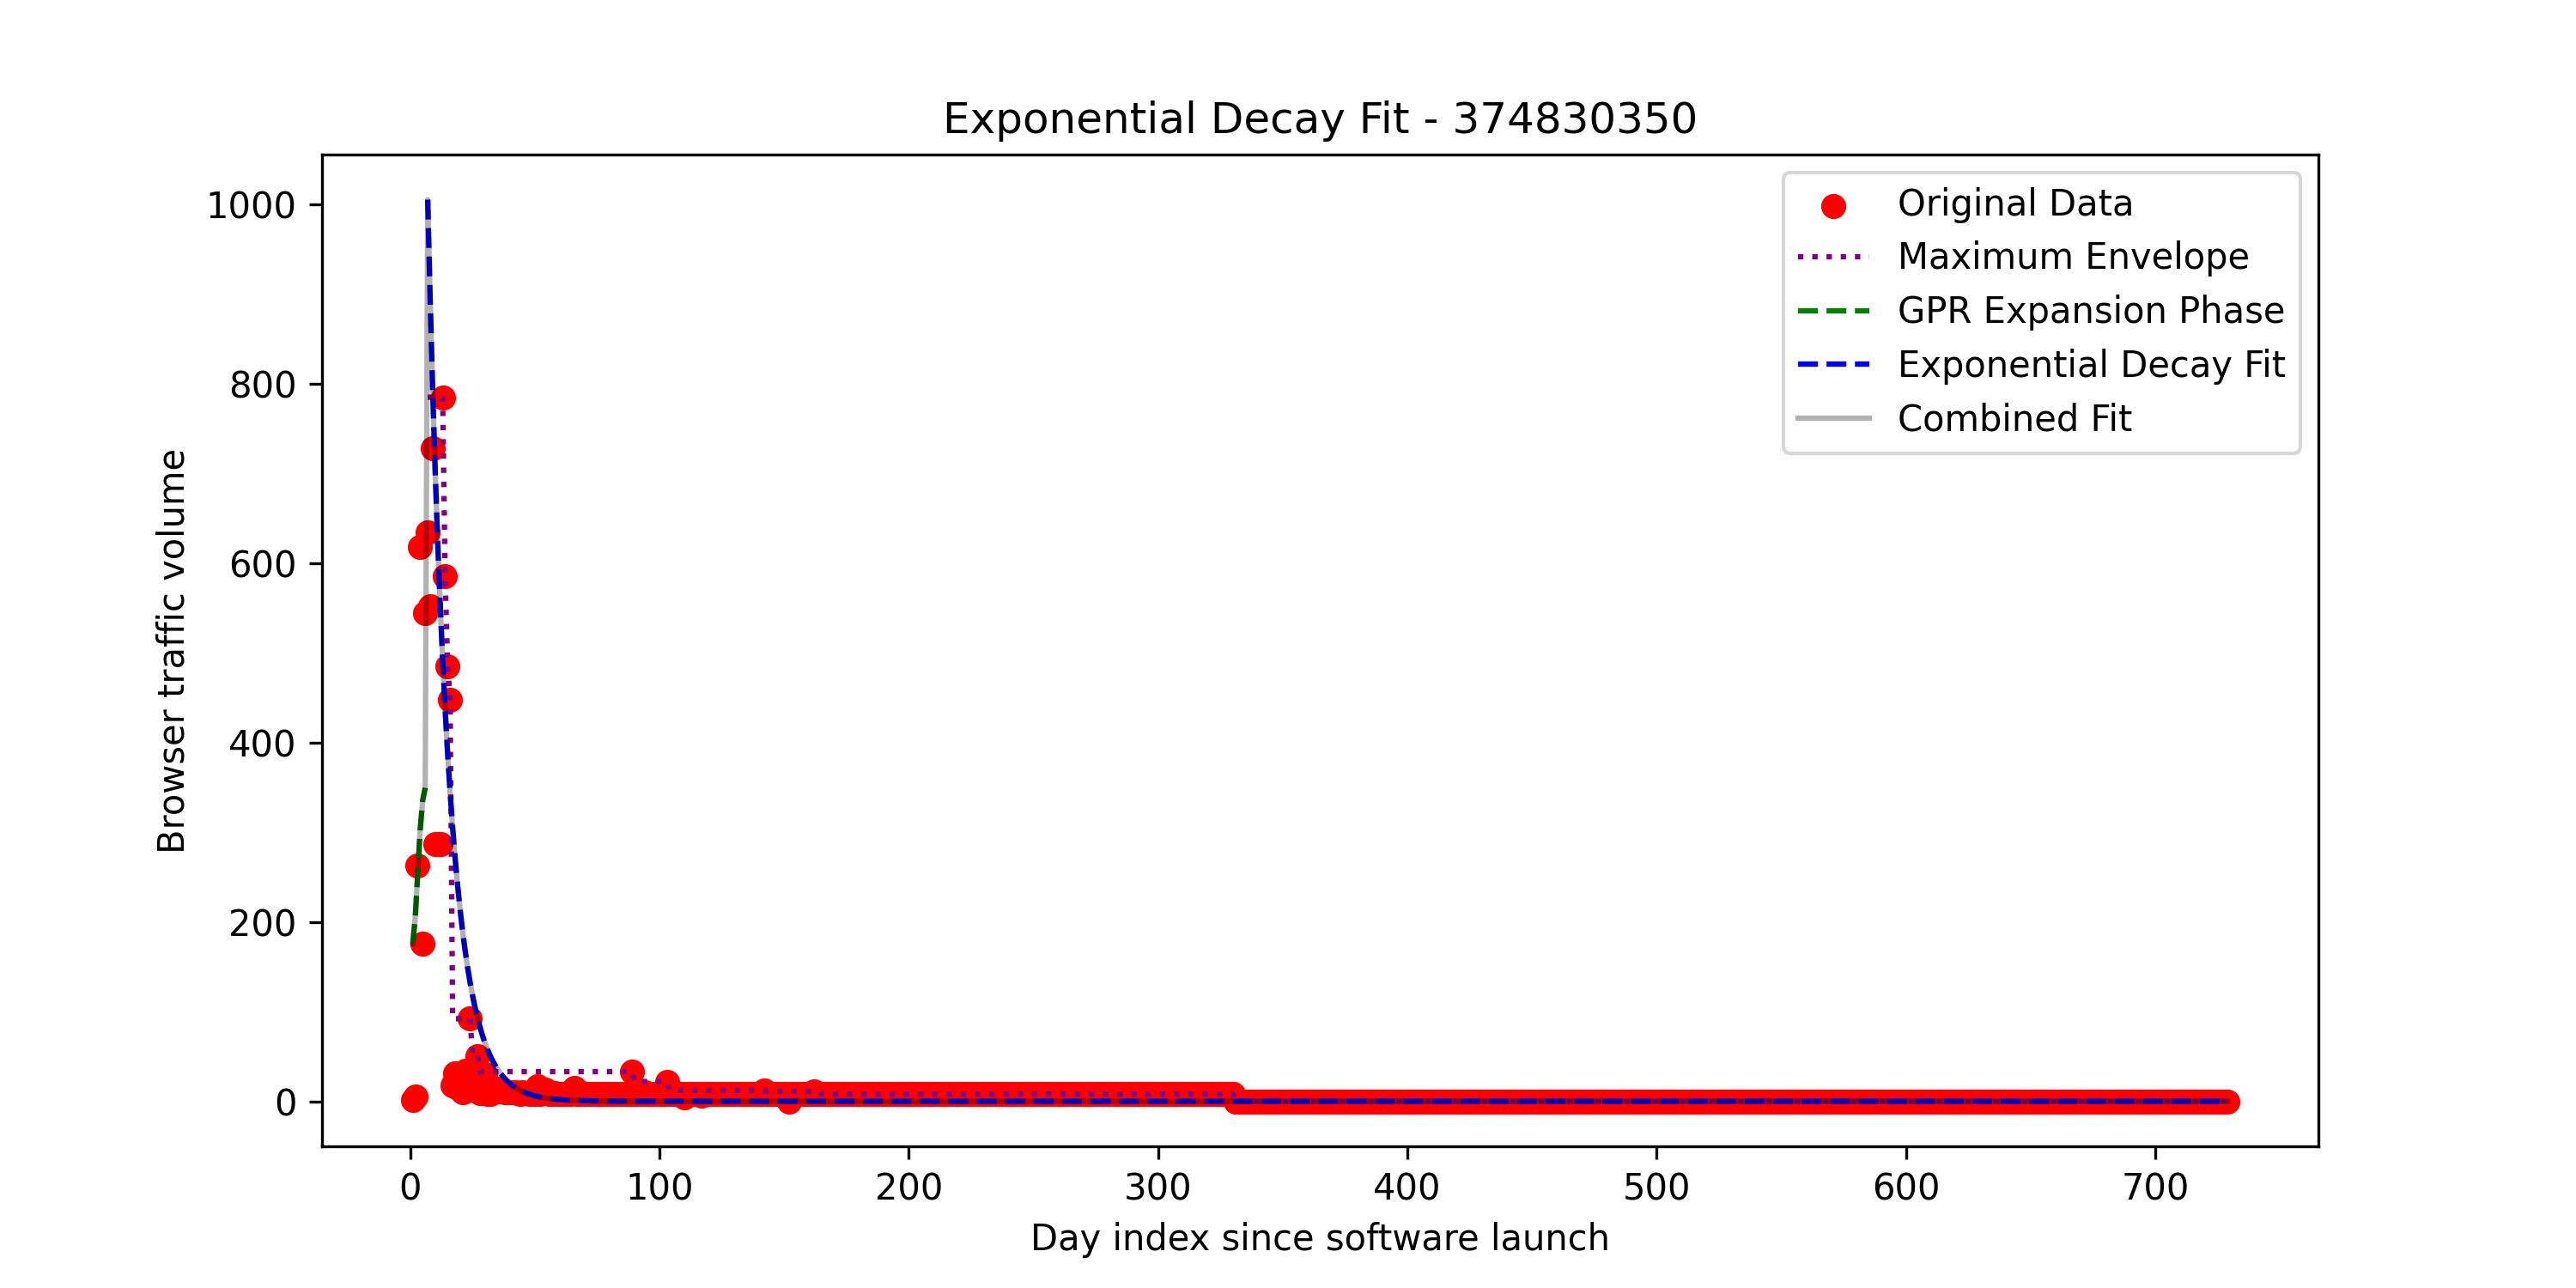 Exponential Decay Fit - 374830350
Original Data
Maximum Envelope
GPR Expansion Phase
Exponential Decay Fit
Combined Fit
Browser traffic volume
1000
800
600
400
200
0
0 100 200 300 400 500 600 700
Day index since software launch